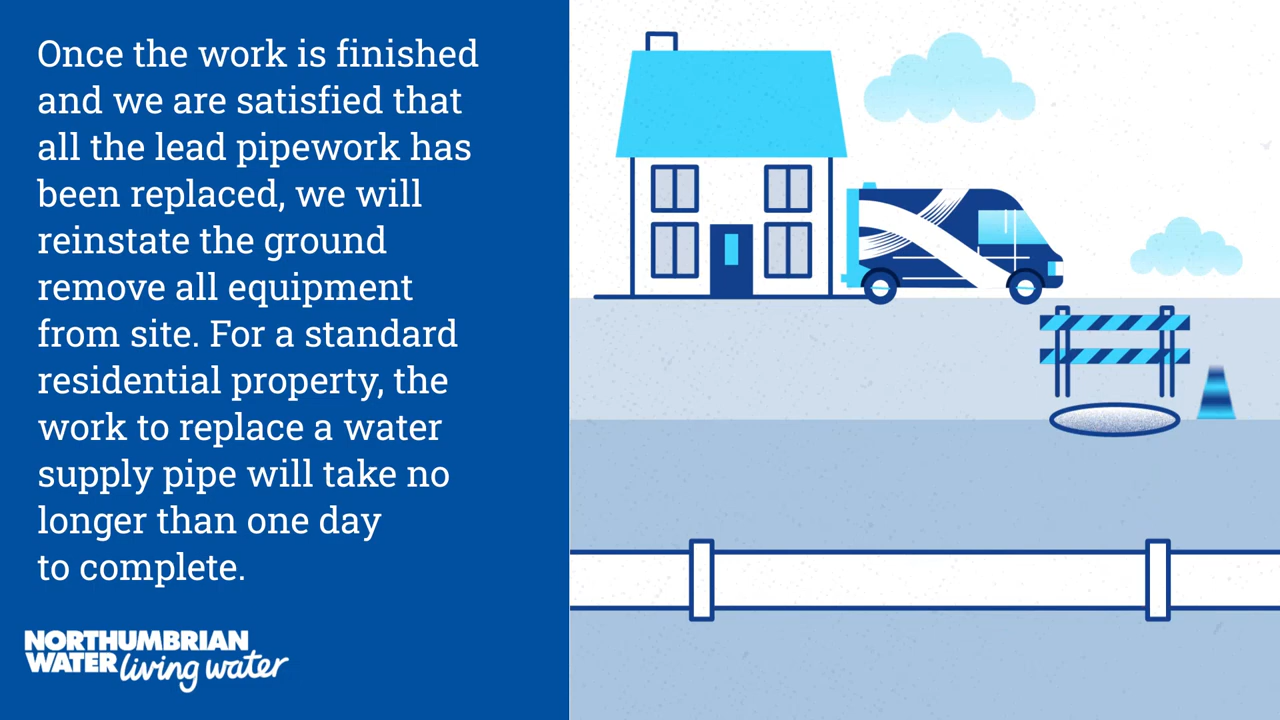 Once the work is finished
and we are satisfied that
all the lead pipework has
been replaced, we will
reinstate the ground
remove all equipment
from site. For a standard
residential property, the
work to replace a water
supply pipe will take no
longer than one day
to complete.
NORTHUMBRIAN
WATER living water